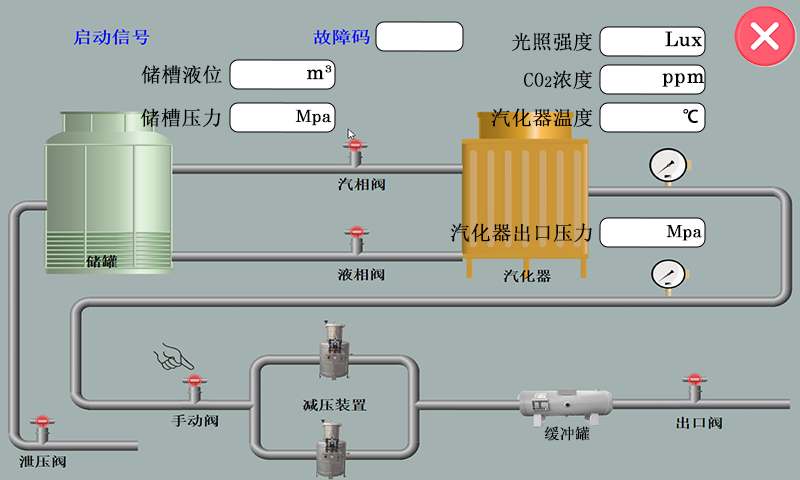 启动信号
故障码
光照强度 Lux
储槽液位 m³
CO₂浓度 ppm
储槽压力 Mpa
汽化器温度 ℃
汽相阀
汽化器出口压力 Mpa
储罐
液相阀
汽化器
减压装置
手动阀
出口阀
缓冲罐
泄压阀